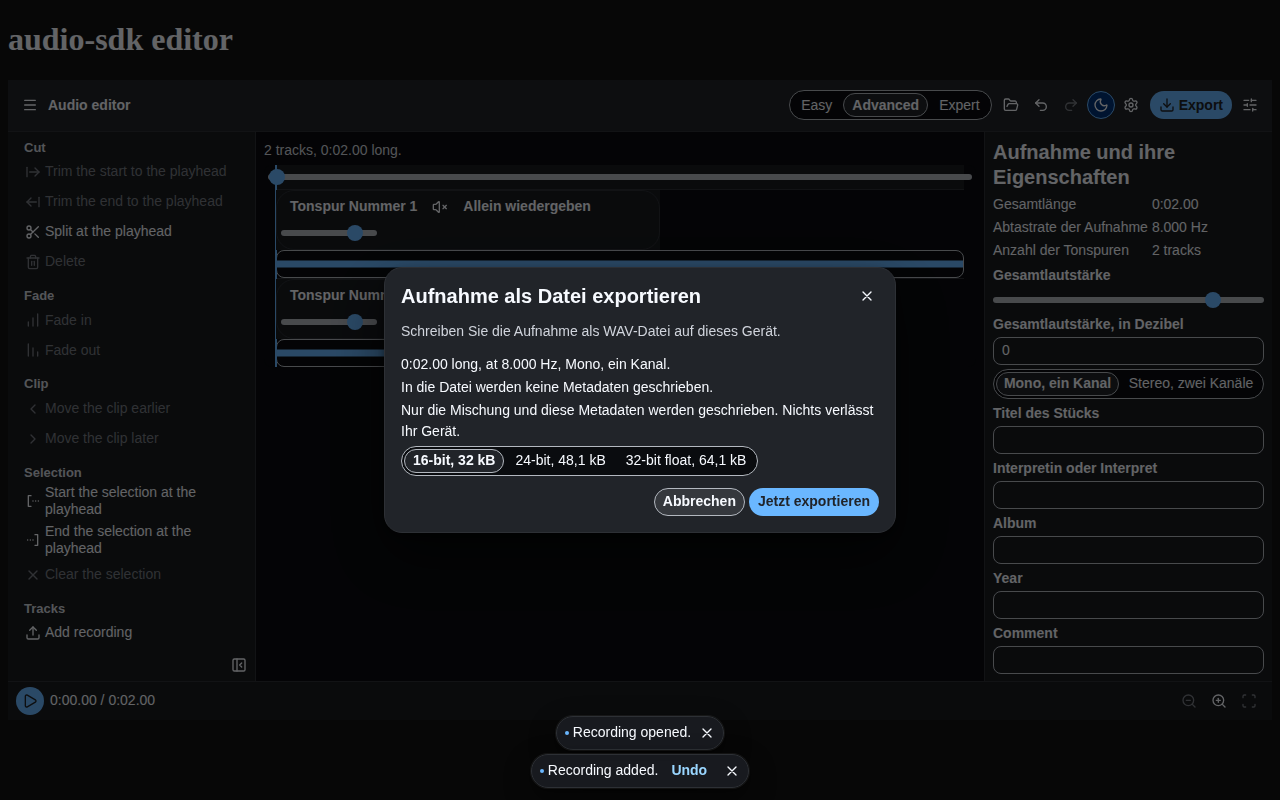 audio-sdk editor
Audio editor
Easy Advanced Expert
Export
Cut
Trim the start to the playhead
Trim the end to the playhead
Split at the playhead
Delete
Fade
Fade in
Fade out
Clip
Move the clip earlier
Move the clip later
Selection
Start the selection at the
playhead
End the selection at the
playhead
Clear the selection
Tracks
Add recording
2 tracks, 0:02.00 long.
Tonspur Nummer 1 Allein wiedergeben
Aufnahme als Datei exportieren
Schreiben Sie die Aufnahme als WAV-Datei auf dieses Gerät.
0:02.00 long, at 8.000 Hz, Mono, ein Kanal.
In die Datei werden keine Metadaten geschrieben.
Nur die Mischung und diese Metadaten werden geschrieben. Nichts verlässt
Ihr Gerät.
16-bit, 32 kB 24-bit, 48,1 kB 32-bit float, 64,1 kB
Abbrechen Jetzt exportieren
Aufnahme und ihre
Eigenschaften
Gesamtlänge 0:02.00
Abtastrate der Aufnahme 8.000 Hz
Anzahl der Tonspuren 2 tracks
Gesamtlautstärke
Gesamtlautstärke, in Dezibel
0
Mono, ein Kanal Stereo, zwei Kanäle
Titel des Stücks
Interpretin oder Interpret
Album
Year
Comment
0:00.00 / 0:02.00
Recording opened.
Recording added. Undo